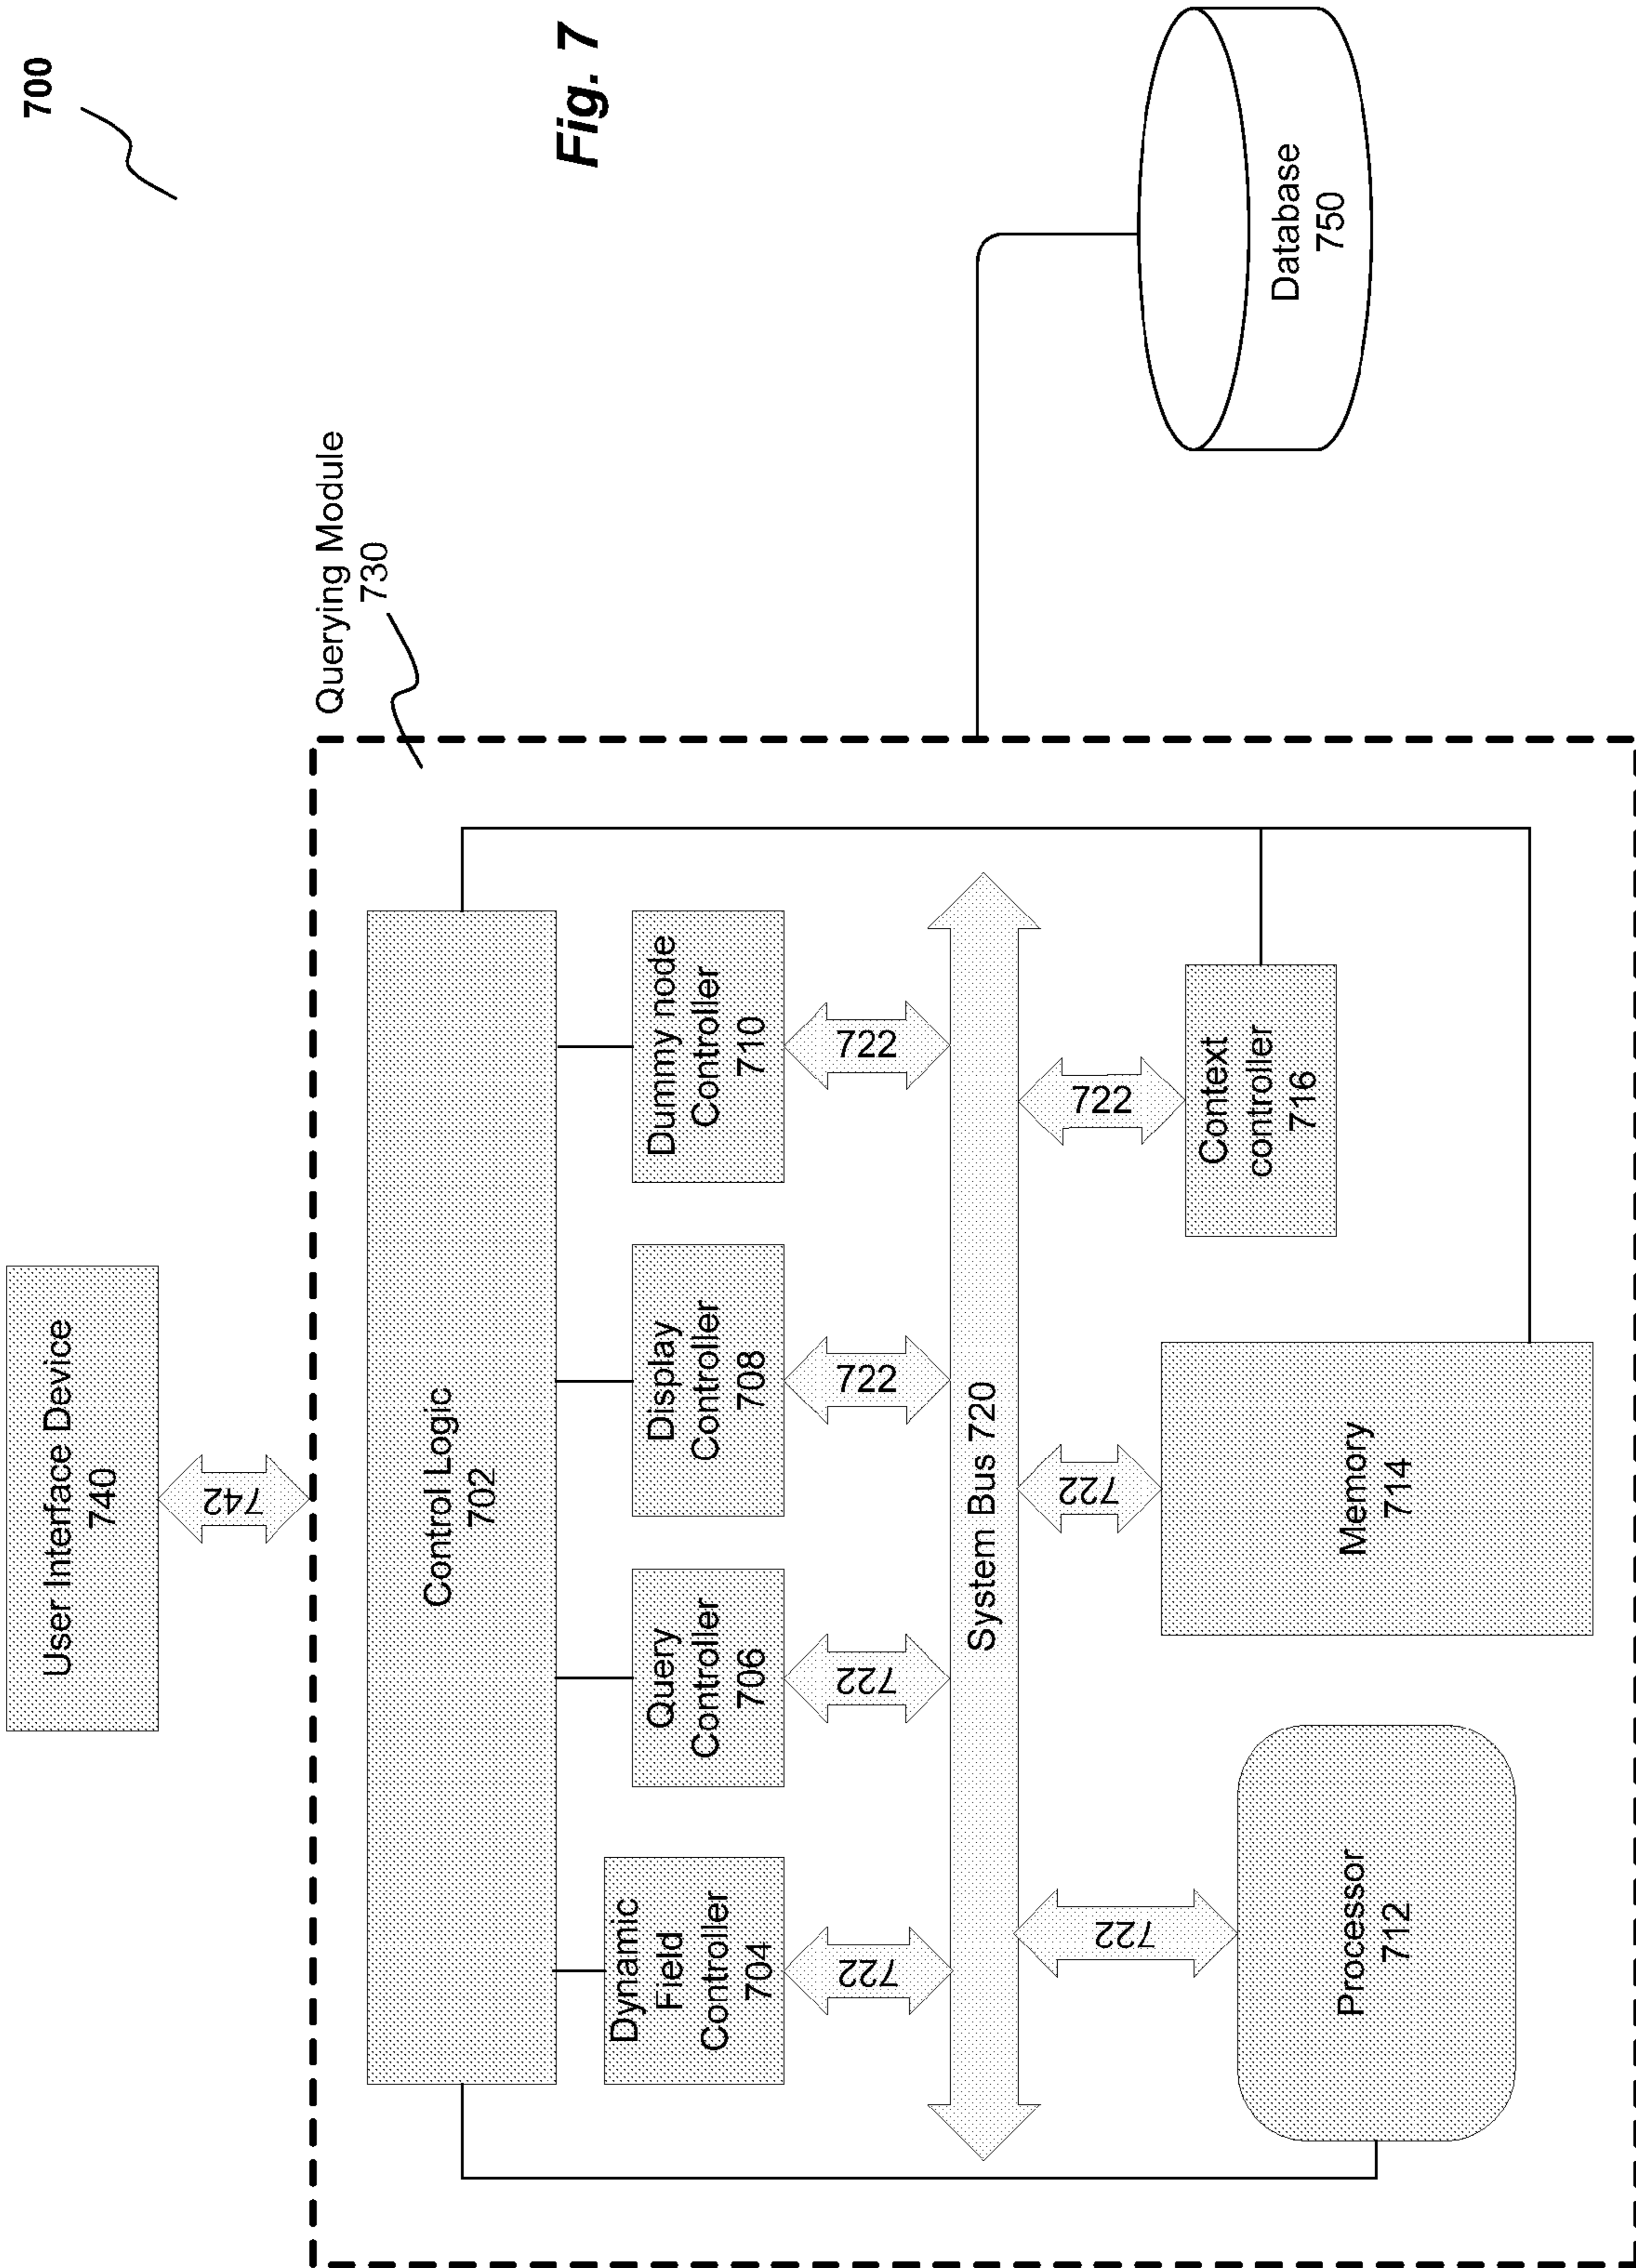 700
Fig. 7
User Interface Device
740
742
Querying Module
730
Control Logic
702
Dynamic
Field
Controller
704
Query
Controller
706
Display
Controller
708
Dummy node
Controller
710
722
722
722
722
System Bus 720
722
722
722
Processor
712
Memory
714
Context
controller
716
Database
750